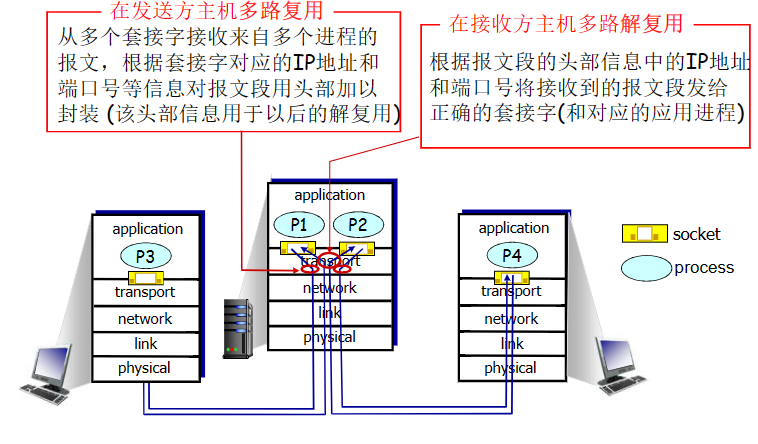 在发送方主机多路复用
从多个套接字接收来自多个进程的
报文，根据套接字对应的IP地址和
端口号等信息对报文段用头部加以
封装 (该头部信息用于以后的解复用)
在接收方主机多路解复用
根据报文段的头部信息中的IP地址
和端口号将接收到的报文段发给
正确的套接字(和对应的应用进程)
application
P3
transport
network
link
physical
application
P1
P2
transport
network
link
physical
application
P4
transport
network
link
physical
socket
process